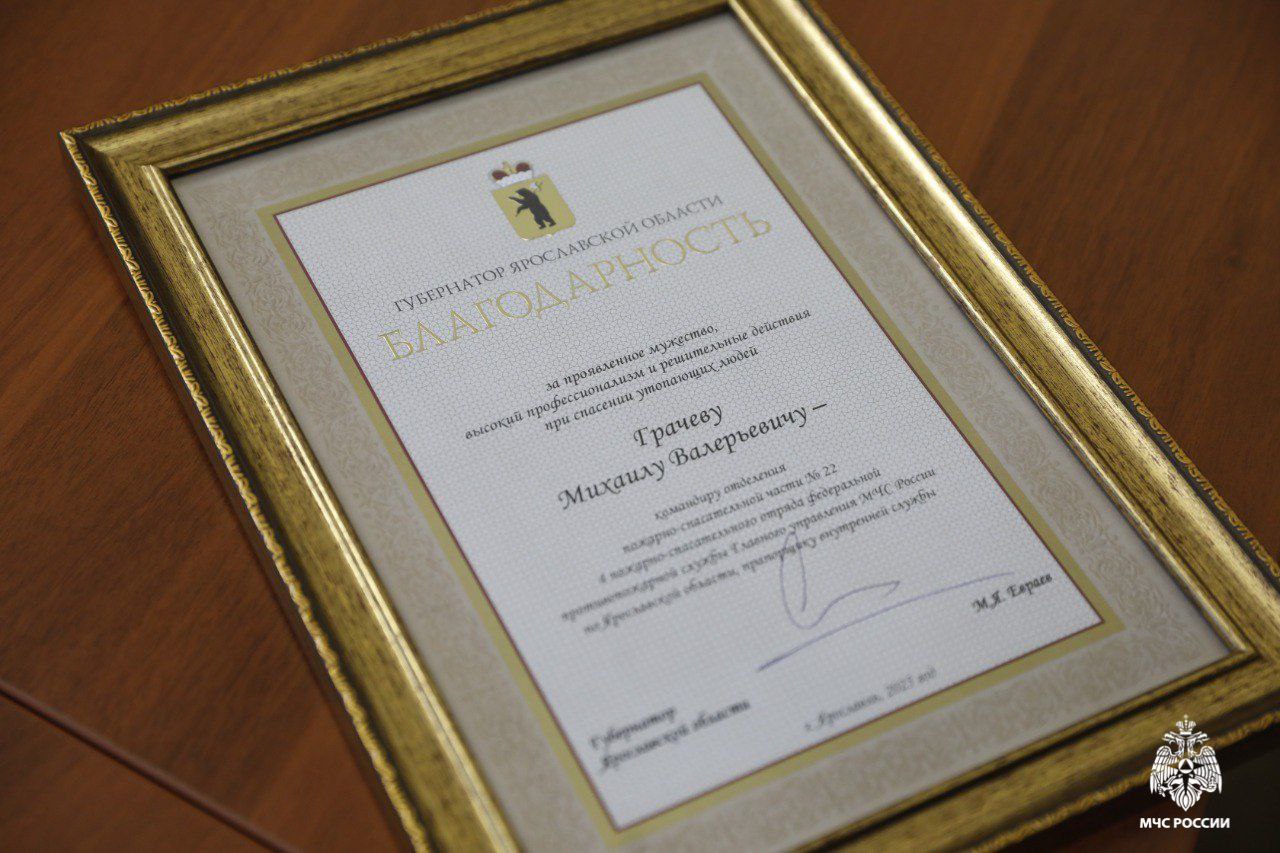 ГУБЕРНАТОР ЯРОСЛАВСКОЙ ОБЛАСТИ
БЛАГОДАРНОСТЬ
за проявленное мужество,
высокий профессионализм и решительные действия
при спасении утопающих людей
Грачеву
Михаилу Валерьевичу –
командиру отделения
пожарно-спасательной части № 22
4 пожарно-спасательного отряда федеральной
противопожарной службы Главного управления МЧС России
по Ярославской области, прапорщику внутренней службы
Губернатор
Ярославской области
М.Я. Евраев
г. Ярославль, 2023 год
МЧС РОССИИ